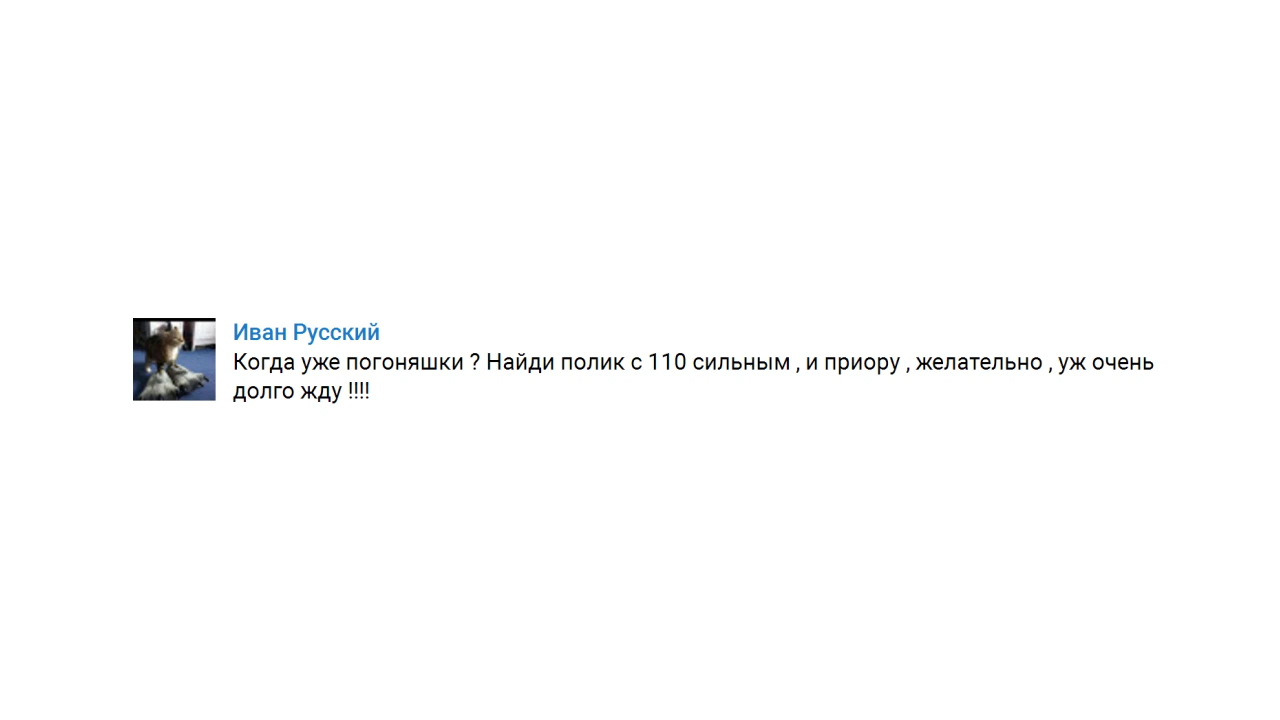 Иван Русский
Когда уже погоняшки ? Найди полик с 110 сильным , и приору , желательно , уж очень
долго жду !!!!